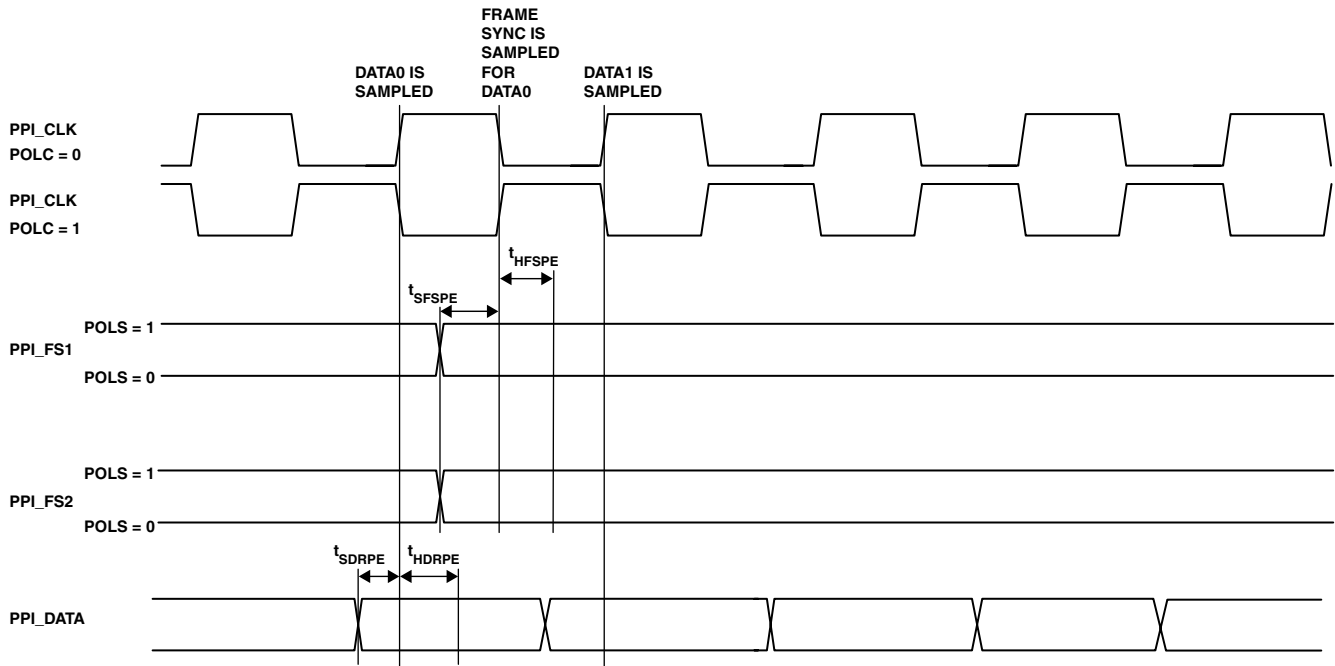 FRAME
SYNC IS
SAMPLED
FOR
DATA0
DATA0 IS
SAMPLED
DATA1 IS
SAMPLED
PPI_CLK
POLC = 0
PPI_CLK
POLC = 1
tHFSPE
tSFSPE
POLS = 1
PPI_FS1
POLS = 0
POLS = 1
PPI_FS2
POLS = 0
tSDRPE
tHDRPE
PPI_DATA